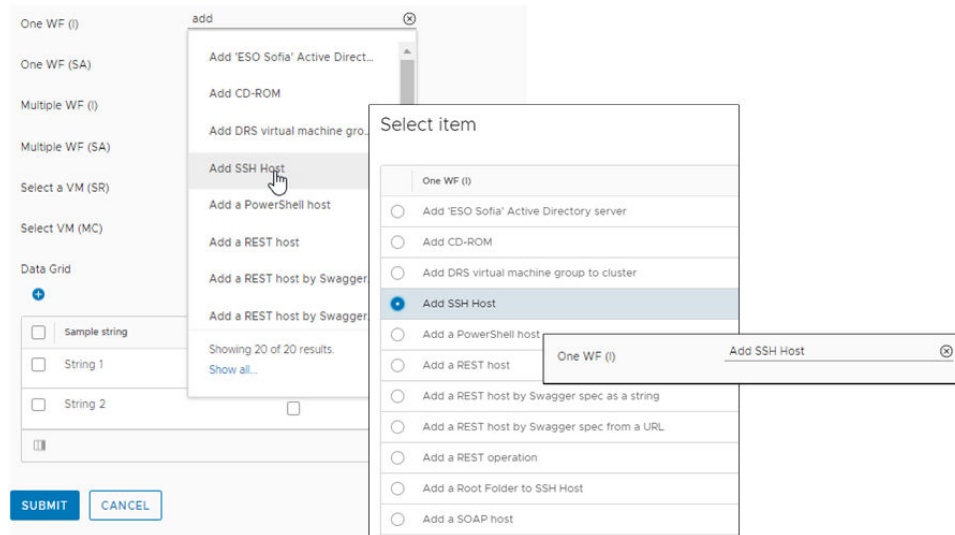 One WF (I)
add
One WF (SA)
Multiple WF (I)
Multiple WF (SA)
Select a VM (SR)
Select VM (MC)
Data Grid
Sample string
String 1
String 2
SUBMIT
CANCEL
Add 'ESO Sofia' Active Direct...
Add CD-ROM
Add DRS virtual machine gro...
Add SSH Host
Add a PowerShell host
Add a REST host
Add a REST host by Swagger
Add a REST host by Swagger
Showing 20 of 20 results.
Show all...
Select item
One WF (I)
Add 'ESO Sofia' Active Directory server
Add CD-ROM
Add DRS virtual machine group to cluster
Add SSH Host
Add a PowerShell host
Add a REST host
Add a REST host by Swagger spec as a string
Add a REST host by Swagger spec from a URL
Add a REST operation
Add a Root Folder to SSH Host
Add a SOAP host
One WF (I)
Add SSH Host